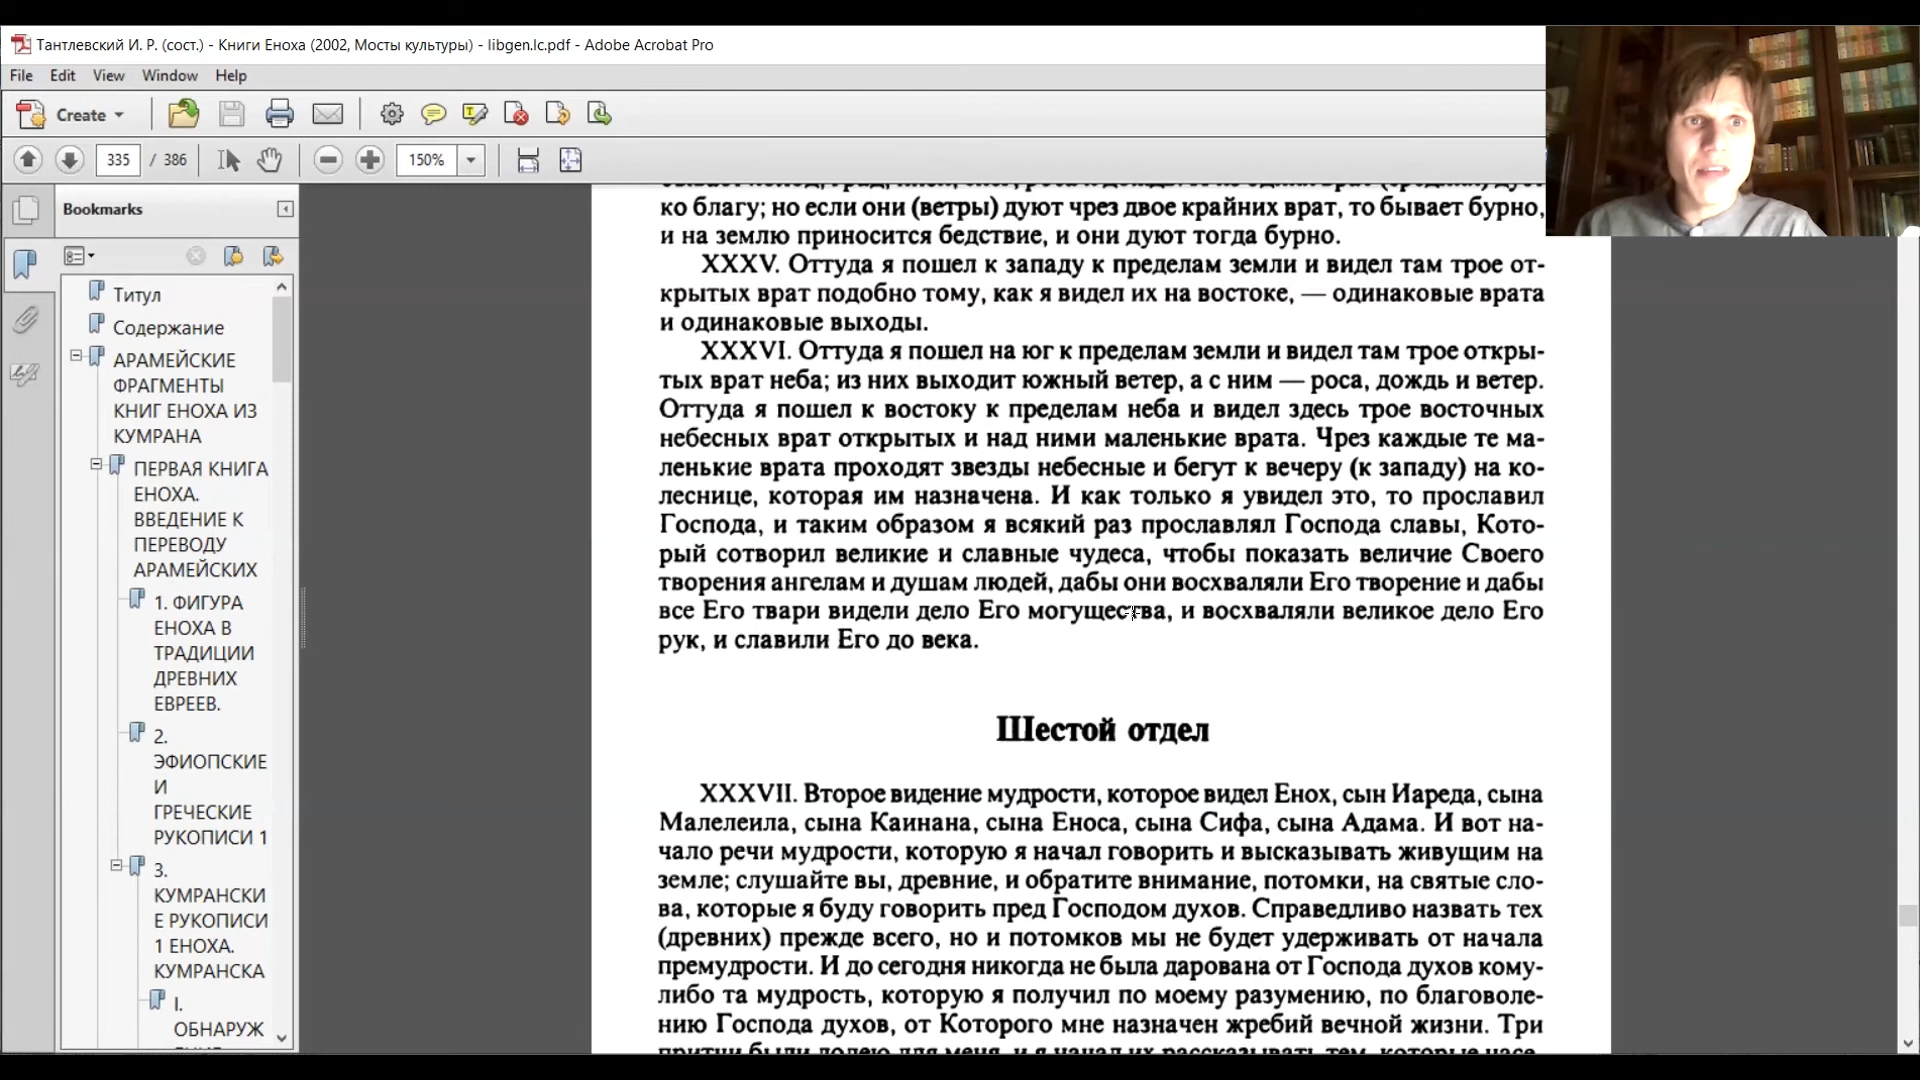 Тантлевский И. Р. (сост.) - Книги Еноха (2002, Мосты культуры) - libgen.lc.pdf - Adobe Acrobat Pro
File Edit View Window Help
Create
335 / 386 150%
Bookmarks
Титул
Содержание
АРАМЕЙСКИЕ
ФРАГМЕНТЫ
КНИГ ЕНОХА ИЗ
КУМРАНА
ПЕРВАЯ КНИГА
ЕНОХА.
ВВЕДЕНИЕ К
ПЕРЕВОДУ
АРАМЕЙСКИХ
1. ФИГУРА
ЕНОХА В
ТРАДИЦИИ
ДРЕВНИХ
ЕВРЕЕВ.
2.
ЭФИОПСКИЕ
И
ГРЕЧЕСКИЕ
РУКОПИСИ 1
3.
КУМРАНСКИ
Е РУКОПИСИ
1 ЕНОХА.
КУМРАНСКА
I.
ОБНАРУЖ
ко благу; но если они (ветры) дуют чрез двое крайних врат, то бывает бурно,
и на землю приносится бедствие, и они дуют тогда бурно.
XXXV. Оттуда я пошел к западу к пределам земли и видел там трое от-
крытых врат подобно тому, как я видел их на востоке, — одинаковые врата
и одинаковые выходы.
XXXVI. Оттуда я пошел на юг к пределам земли и видел там трое откры-
тых врат неба; из них выходит южный ветер, а с ним — роса, дождь и ветер.
Оттуда я пошел к востоку к пределам неба и видел здесь трое восточных
небесных врат открытых и над ними маленькие врата. Чрез каждые те ма-
ленькие врата проходят звезды небесные и бегут к вечеру (к западу) на ко-
леснице, которая им назначена. И как только я увидел это, то прославил
Господа, и таким образом я всякий раз прославлял Господа славы, Кото-
рый сотворил великие и славные чудеса, чтобы показать величие Своего
творения ангелам и душам людей, дабы они восхваляли Его творение и дабы
все Его твари видели дело Его могущества, и восхваляли великое дело Его
рук, и славили Его до века.
Шестой отдел
XXXVII. Второе видение мудрости, которое видел Енох, сын Иареда, сына
Малелеила, сына Каинана, сына Еноса, сына Сифа, сына Адама. И вот на-
чало речи мудрости, которую я начал говорить и высказывать живущим на
земле; слушайте вы, древние, и обратите внимание, потомки, на святые сло-
ва, которые я буду говорить пред Господом духов. Справедливо назвать тех
(древних) прежде всего, но и потомков мы не будет удерживать от начала
премудрости. И до сегодня никогда не была дарована от Господа духов кому-
либо та мудрость, которую я получил по моему разумению, по благоволе-
нию Господа духов, от Которого мне назначен жребий вечной жизни. Три
притчи были долею для меня, и я начал их рассказывать тем, которые насе-